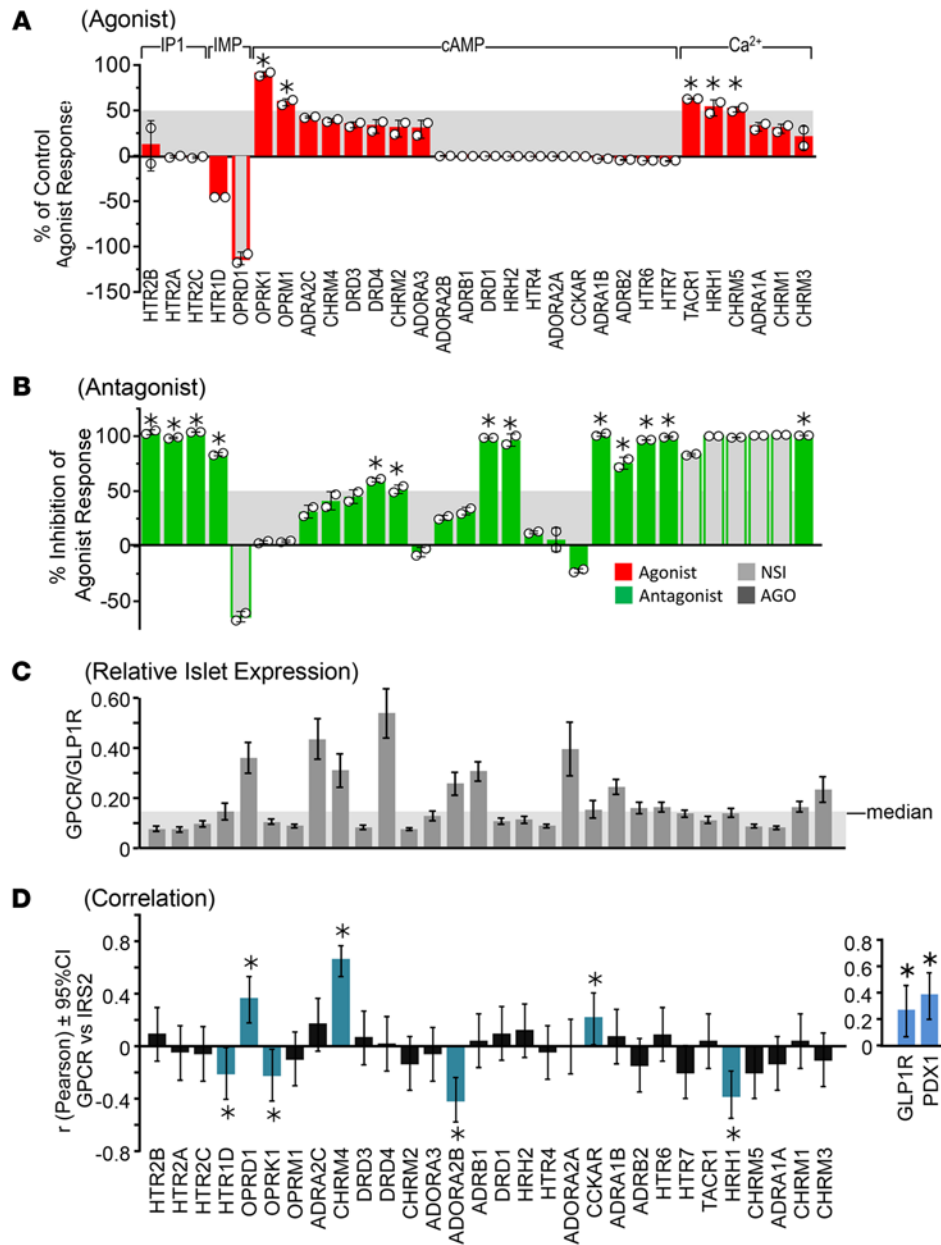 A (Agonist)
IP1 IMP cAMP Ca²⁺
% of Control
Agonist Response
100
50
0
-50
-100
-150
* * * * *
HTR2B HTR2A HTR2C HTR1D OPRD1 OPRK1 OPRM1 ADRA2C CHRM4 DRD3 DRD4 CHRM2 ADORA3 ADORA2B ADRB1 DRD1 HRH2 HTR4 ADORA2A CCKAR ADRA1B ADRB2 HTR6 HTR7 TACR1 HRH1 CHRM5 ADRA1A CHRM1 CHRM3
B (Antagonist)
% Inhibition of
Agonist Response
100
50
0
-50
* * * * * * * * * * * * *
Agonist NSI
Antagonist AGO
C (Relative Islet Expression)
GPCR/GLP1R
0.60
0.40
0.20
0
median
D (Correlation)
r (Pearson) ± 95%CI
GPCR vs IRS2
0.8
0.4
0
-0.4
-0.8
* * * * * * * *
HTR2B HTR2A HTR2C HTR1D OPRD1 OPRK1 OPRM1 ADRA2C CHRM4 DRD3 DRD4 CHRM2 ADORA3 ADORA2B ADRB1 DRD1 HRH2 HTR4 ADORA2A CCKAR ADRA1B ADRB2 HTR6 HTR7 TACR1 HRH1 CHRM5 ADRA1A CHRM1 CHRM3
0.8
0.6
0.4
0.2
0
* *
GLP1R PDX1